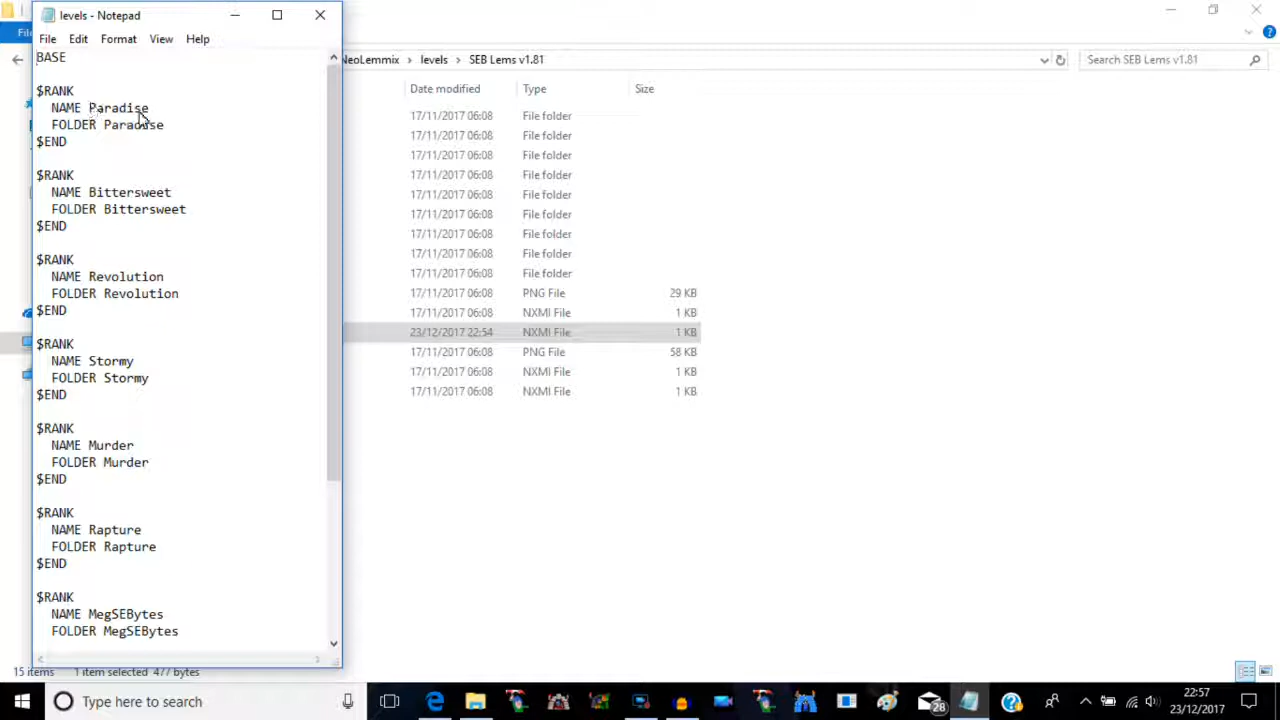 levels - Notepad
File Edit Format View Help
BASE
$RANK
NAME Paradise
FOLDER Paradise
$END
$RANK
NAME Bittersweet
FOLDER Bittersweet
$END
$RANK
NAME Revolution
FOLDER Revolution
$END
$RANK
NAME Stormy
FOLDER Stormy
$END
$RANK
NAME Murder
FOLDER Murder
$END
$RANK
NAME Rapture
FOLDER Rapture
$END
$RANK
NAME MegSEBytes
FOLDER MegSEBytes
NeoLemmix > levels > SEB Lems v1.81
Search SEB Lems v1.81
Date modified Type Size
17/11/2017 06:08 File folder
17/11/2017 06:08 File folder
17/11/2017 06:08 File folder
17/11/2017 06:08 File folder
17/11/2017 06:08 File folder
17/11/2017 06:08 File folder
17/11/2017 06:08 File folder
17/11/2017 06:08 File folder
17/11/2017 06:08 File folder
17/11/2017 06:08 PNG File 29 KB
17/11/2017 06:08 NXMI File 1 KB
23/12/2017 22:54 NXMI File 1 KB
17/11/2017 06:08 PNG File 58 KB
17/11/2017 06:08 NXMI File 1 KB
17/11/2017 06:08 NXMI File 1 KB
15 items 1 item selected 477 bytes
Type here to search
28
22:57
23/12/2017